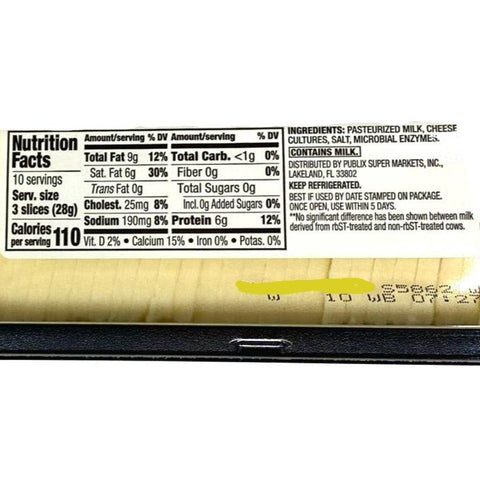 Nutrition Facts
10 servings
Serv. size
3 slices (28g)
Calories per serving 110
Amount/serving % DV Amount/serving % DV
Total Fat 9g 12% Total Carb. <1g 0%
Sat. Fat 6g 30% Fiber 0g 0%
Trans Fat 0g Total Sugars 0g
Cholest. 25mg 8% Incl. 0g Added Sugars 0%
Sodium 190mg 8% Protein 6g 12%
Vit. D 2% • Calcium 15% • Iron 0% • Potas. 0%
INGREDIENTS: PASTEURIZED MILK, CHEESE
CULTURES, SALT, MICROBIAL ENZYMES.
CONTAINS MILK.
DISTRIBUTED BY PUBLIX SUPER MARKETS, INC.,
LAKELAND, FL 33802
KEEP REFRIGERATED.
BEST IF USED BY DATE STAMPED ON PACKAGE.
ONCE OPEN, USE WITHIN 5 DAYS.
**No significant difference has been shown between milk
derived from rbST-treated and non-rbST-treated cows.
S5862 W
W 10 WB 07:27